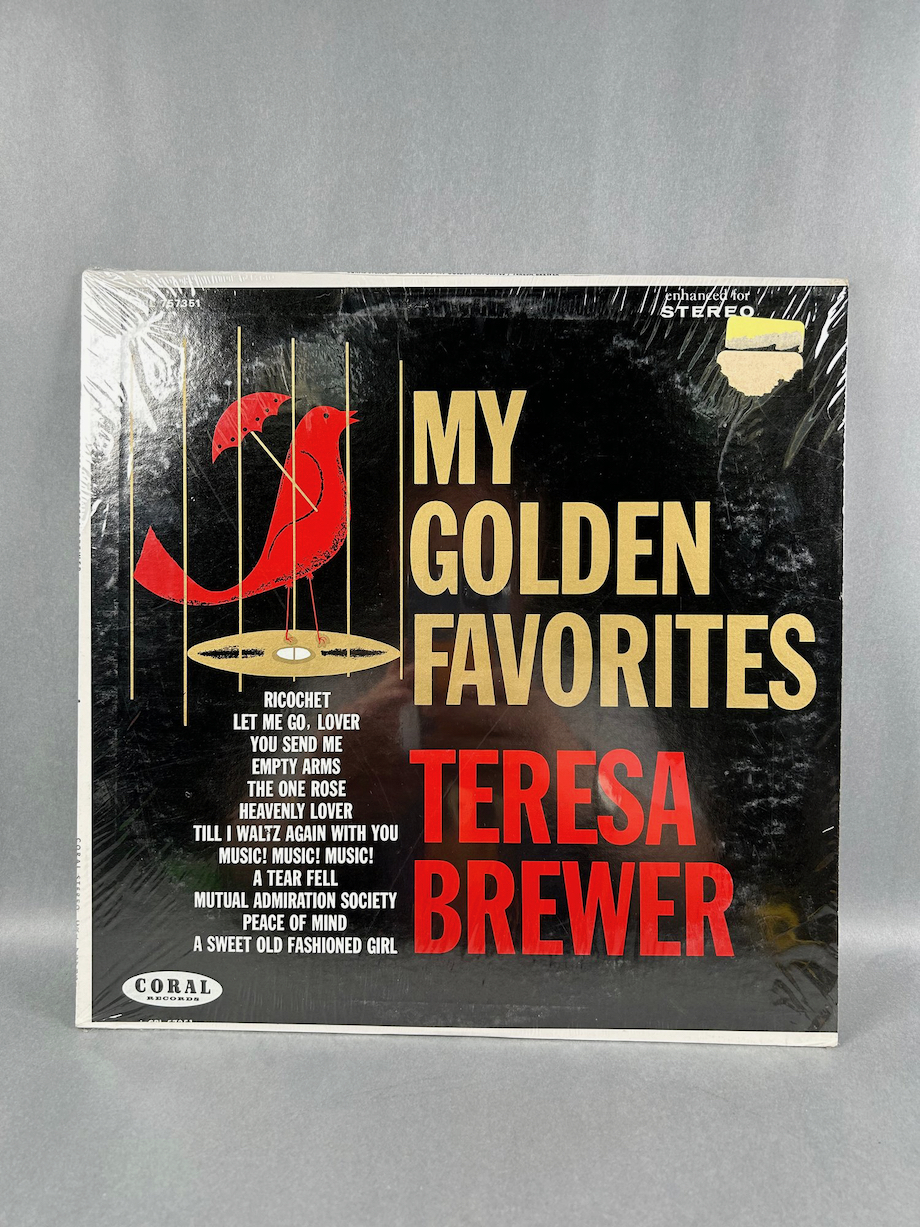 757351
enhanced for
STEREO
MY
GOLDEN
FAVORITES
TERESA
BREWER
RICOCHET
LET ME GO, LOVER
YOU SEND ME
EMPTY ARMS
THE ONE ROSE
HEAVENLY LOVER
TILL I WALTZ AGAIN WITH YOU
MUSIC! MUSIC! MUSIC!
A TEAR FELL
MUTUAL ADMIRATION SOCIETY
PEACE OF MIND
A SWEET OLD FASHIONED GIRL
CORAL
RECORDS